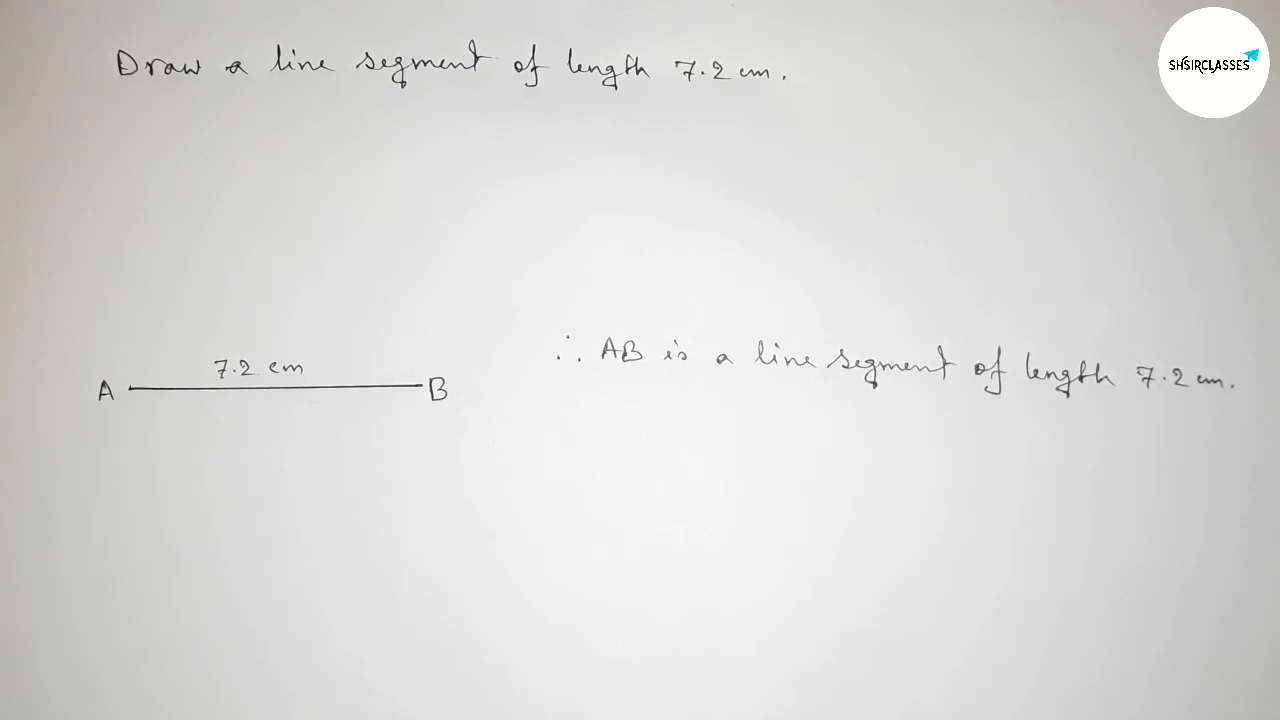 Draw a line segment of length 7.2 cm.
SHSIRCLASSES
7.2 cm
A B
∴ AB is a line segment of length 7.2 cm.